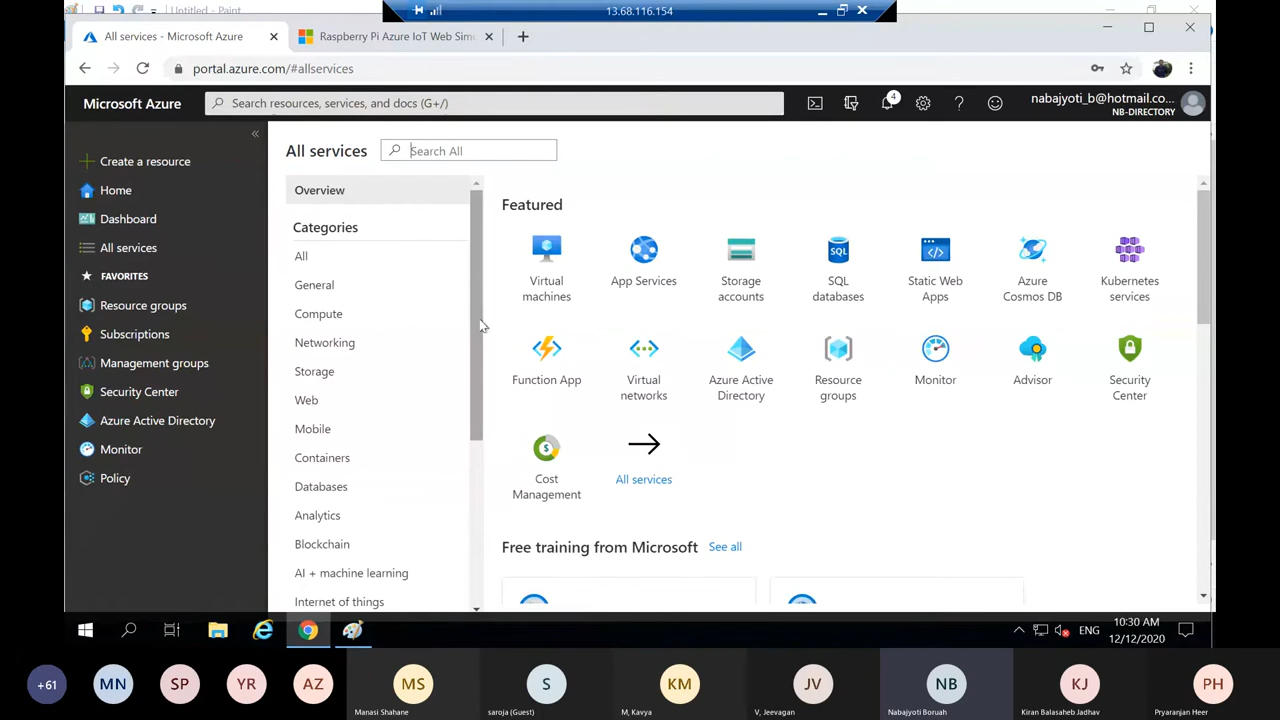 Untitled - Paint
13.68.116.154
All services - Microsoft Azure
Raspberry Pi Azure IoT Web Simu
portal.azure.com/#allservices
Microsoft Azure
Search resources, services, and docs (G+/)
4
nabajyoti_b@hotmail.co...
NB-DIRECTORY
Create a resource
Home
Dashboard
All services
FAVORITES
Resource groups
Subscriptions
Management groups
Security Center
Azure Active Directory
Monitor
Policy
All services
Search All
Overview
Categories
All
General
Compute
Networking
Storage
Web
Mobile
Containers
Databases
Analytics
Blockchain
AI + machine learning
Internet of things
Featured
Virtual machines
App Services
Storage accounts
SQL databases
Static Web Apps
Azure Cosmos DB
Kubernetes services
Function App
Virtual networks
Azure Active Directory
Resource groups
Monitor
Advisor
Security Center
Cost Management
All services
Free training from Microsoft
See all
ENG
10:30 AM
12/12/2020
+61
MN
SP
YR
AZ
MS
Manasi Shahane
S
saroja (Guest)
KM
M, Kavya
JV
V, Jeevagan
NB
Nabajyoti Boruah
KJ
Kiran Balasaheb Jadhav
PH
Pryaranjan Heer